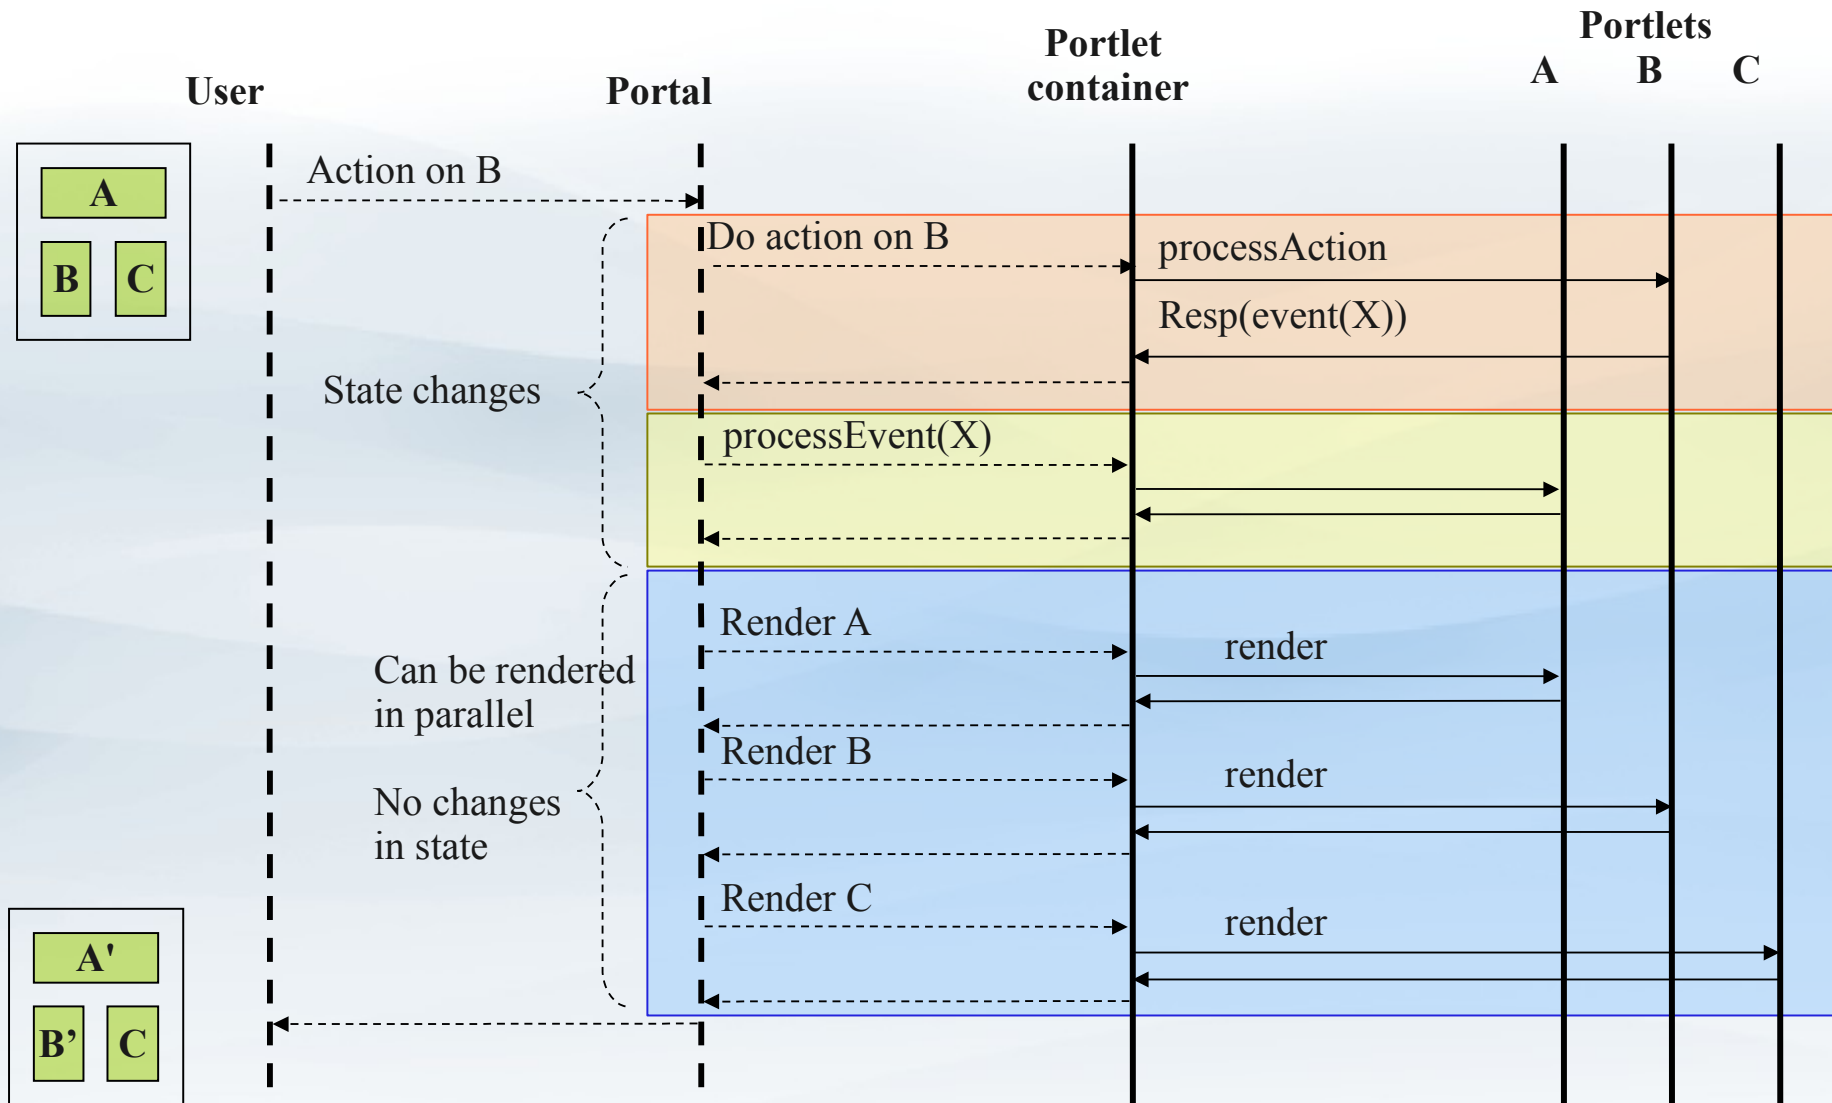 Portlets
Portlet
container
A B C
User
Portal
A
B C
Action on B
Do action on B
processAction
Resp(event(X))
State changes
processEvent(X)
Render A
render
Can be rendered
in parallel
Render B
render
No changes
in state
Render C
render
A'
B’ C